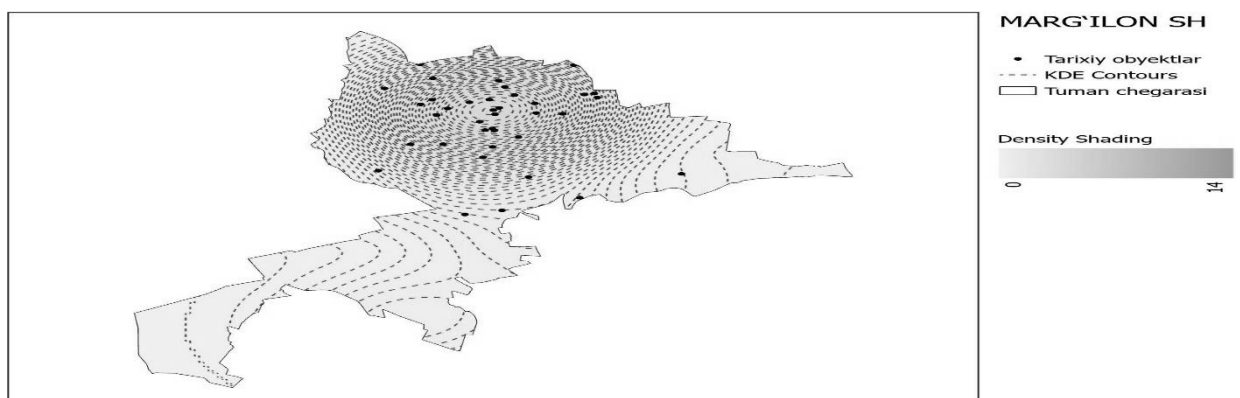 MARG‘ILON SH
Tarixiy obyektlar
KDE Contours
Tuman chegarasi
Density Shading
0
14